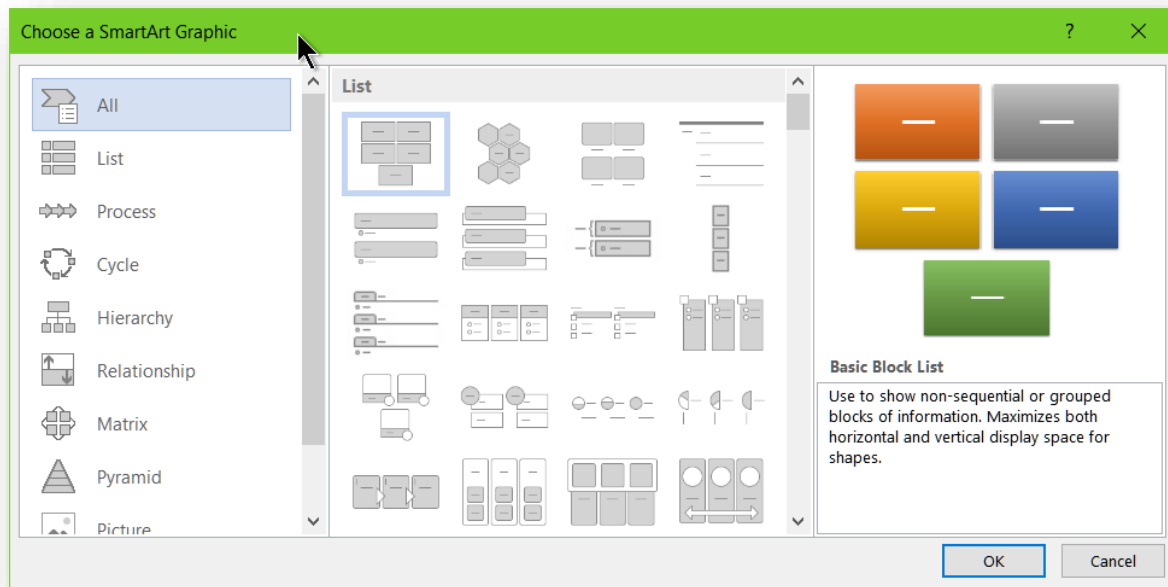 Choose a SmartArt Graphic
?
All
List
Process
Cycle
Hierarchy
Relationship
Matrix
Pyramid
Picture
List
Basic Block List
Use to show non-sequential or grouped
blocks of information. Maximizes both
horizontal and vertical display space for
shapes.
OK
Cancel